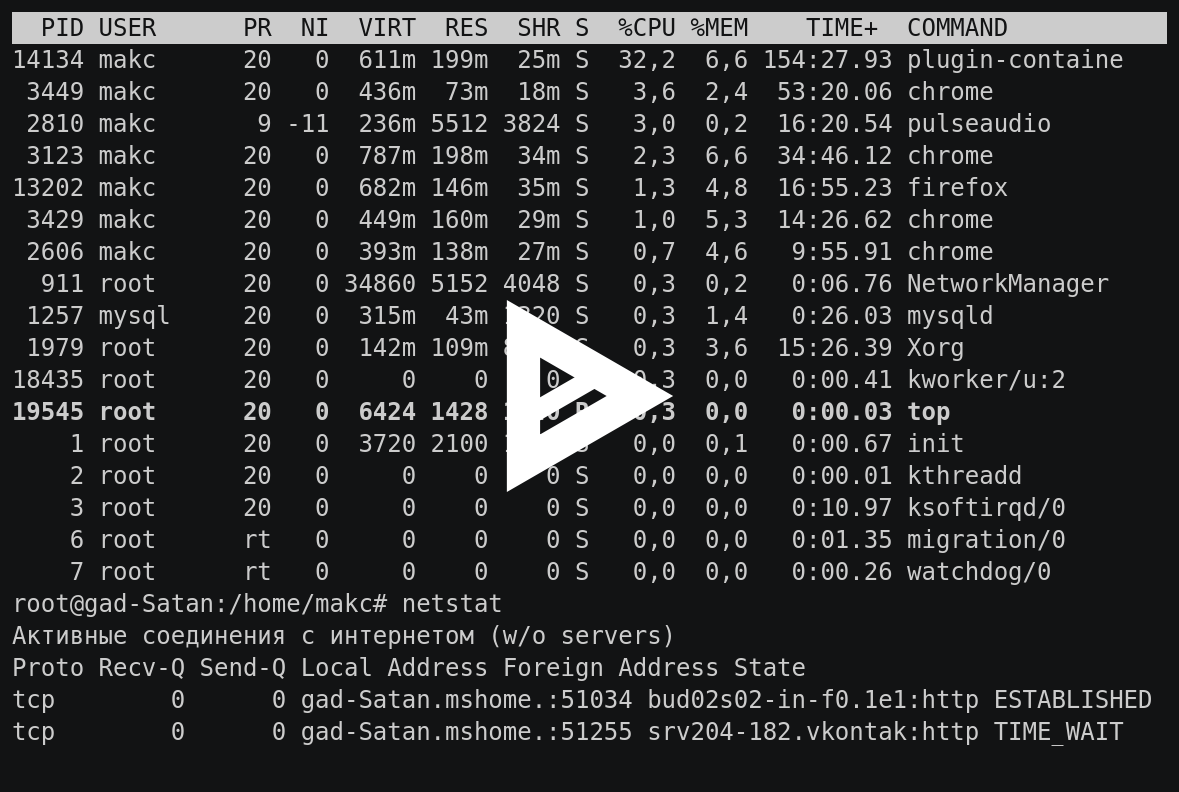 PID USER      PR  NI  VIRT  RES  SHR S  %CPU %MEM    TIME+  COMMAND
14134 makc      20   0  611m 199m  25m S  32,2  6,6 154:27.93 plugin-containe
3449 makc      20   0  436m  73m  18m S   3,6  2,4  53:20.06 chrome
2810 makc       9 -11  236m 5512 3824 S   3,0  0,2  16:20.54 pulseaudio
3123 makc      20   0  787m 198m  34m S   2,3  6,6  34:46.12 chrome
13202 makc      20   0  682m 146m  35m S   1,3  4,8  16:55.23 firefox
3429 makc      20   0  449m 160m  29m S   1,0  5,3  14:26.62 chrome
2606 makc      20   0  393m 138m  27m S   0,7  4,6   9:55.91 chrome
911 root      20   0 34860 5152 4048 S   0,3  0,2   0:06.76 NetworkManager
1257 mysql     20   0  315m  43m S   0,3  1,4   0:26.03 mysqld
1979 root      20   0  142m 109m S   0,3  3,6  15:26.39 Xorg
18435 root      20   0     0    0    0 0,0   0:00.41 kworker/u:2
19545 root      20   0  6424 1428 0,0   0:00.03 top
1 root      20   0  3720 2100 0,0  0,1   0:00.67 init
2 root      20   0     0    0    0 S   0,0  0,0   0:00.01 kthreadd
3 root      20   0     0    0    0 S   0,0  0,0   0:10.97 ksoftirqd/0
6 root      rt   0     0    0    0 S   0,0  0,0   0:01.35 migration/0
7 root      rt   0     0    0    0 S   0,0  0,0   0:00.26 watchdog/0
root@gad-Satan:/home/makc# netstat
Активные соединения с интернетом (w/o servers)
Proto Recv-Q Send-Q Local Address Foreign Address State
tcp        0      0 gad-Satan.mshome.:51034 bud02s02-in-f0.1e1:http ESTABLISHED
tcp        0      0 gad-Satan.mshome.:51255 srv204-182.vkontak:http TIME_WAIT